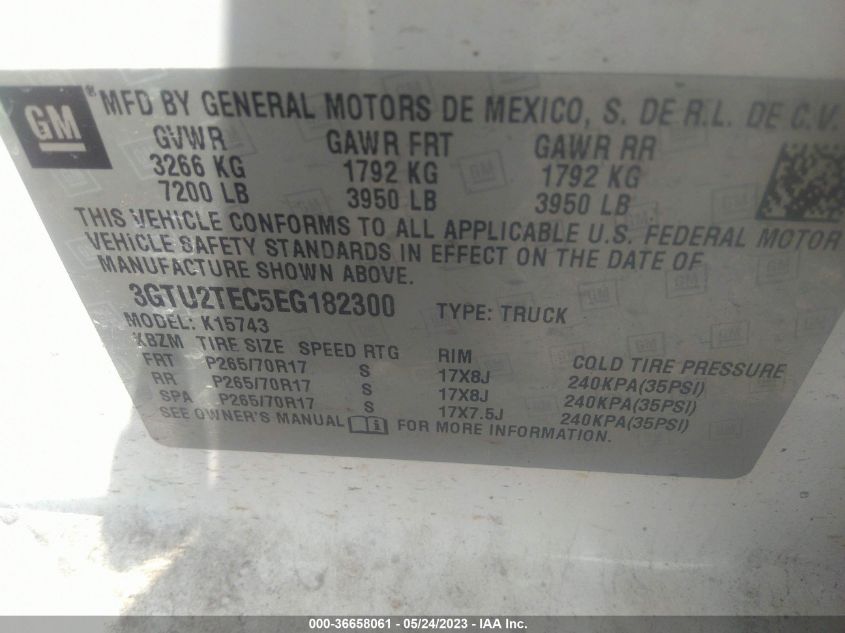 GM ® MFD BY GENERAL MOTORS DE MEXICO, S. DE R.L. DE C.V.
GVWR GAWR FRT GAWR RR
3266 KG 1792 KG 1792 KG
7200 LB 3950 LB 3950 LB
THIS VEHICLE CONFORMS TO ALL APPLICABLE U.S. FEDERAL MOTOR
VEHICLE SAFETY STANDARDS IN EFFECT ON THE DATE OF
MANUFACTURE SHOWN ABOVE.
3GTU2TEC5EG182300 TYPE: TRUCK
MODEL: K15743
XBZM TIRE SIZE SPEED RTG RIM COLD TIRE PRESSURE
FRT P265/70R17 S 17X8J 240KPA(35PSI)
RR P265/70R17 S 17X8J 240KPA(35PSI)
SPA P265/70R17 S 17X7.5J 240KPA(35PSI)
SEE OWNER'S MANUAL FOR MORE INFORMATION.
000-36658061 - 05/24/2023 - IAA Inc.